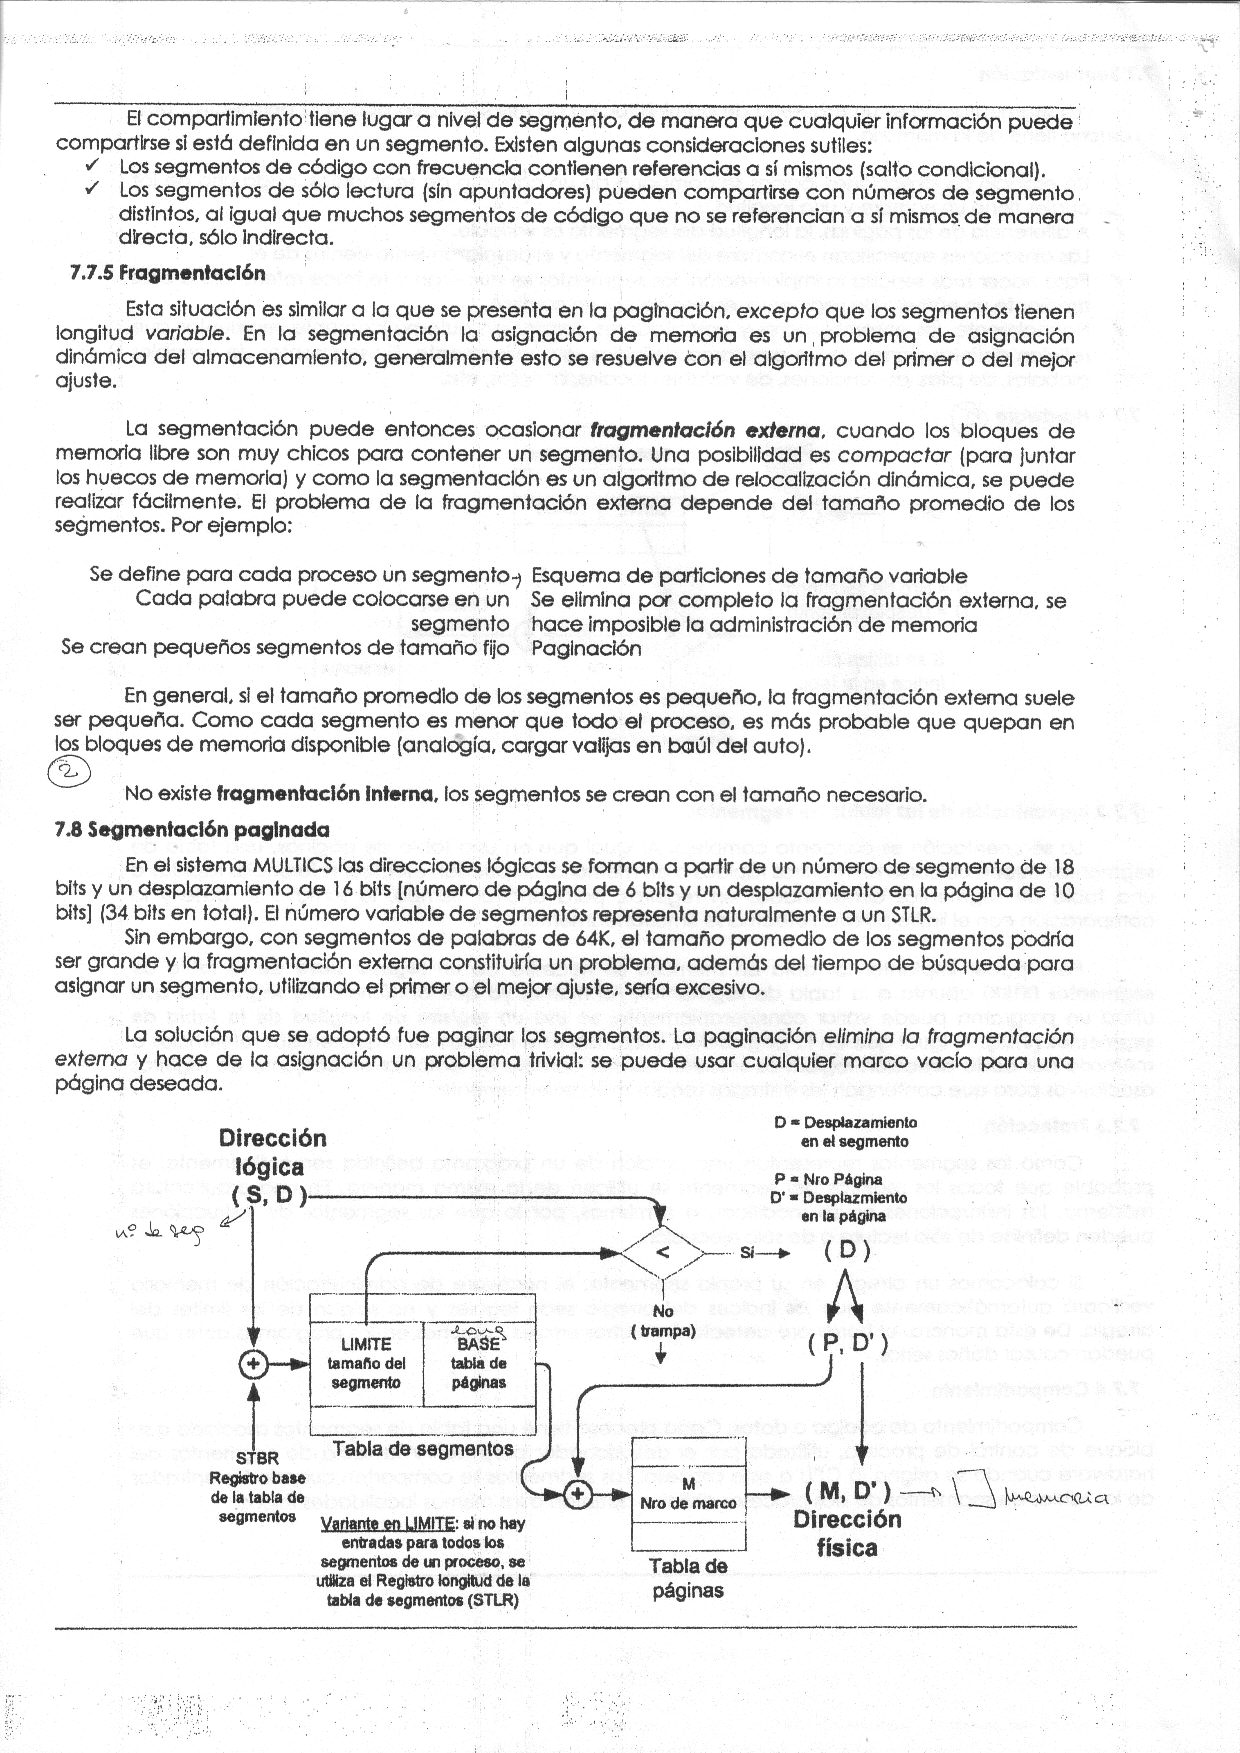 El compartimiento tiene lugar a nivel de segmento, de manera que cualquier información puede
compartirse si está definida en un segmento. Existen algunas consideraciones sutiles:
✓ Los segmentos de código con frecuencia contienen referencias a sí mismos (salto condicional).
✓ Los segmentos de sólo lectura (sin apuntadores) pueden compartirse con números de segmento
distintos, al igual que muchos segmentos de código que no se referencian a sí mismos de manera
directa, sólo indirecta.
7.7.5 Fragmentación
Esta situación es similar a la que se presenta en la paginación, excepto que los segmentos tienen
longitud variable. En la segmentación la asignación de memoria es un problema de asignación
dinámica del almacenamiento, generalmente esto se resuelve con el algoritmo del primer o del mejor
ajuste.
La segmentación puede entonces ocasionar fragmentación externa, cuando los bloques de
memoria libre son muy chicos para contener un segmento. Una posibilidad es compactar (para juntar
los huecos de memoria) y como la segmentación es un algoritmo de relocalización dinámica, se puede
realizar fácilmente. El problema de la fragmentación externa depende del tamaño promedio de los
segmentos. Por ejemplo:
Se define para cada proceso un segmento Esquema de particiones de tamaño variable
Cada palabra puede colocarse en un Se elimina por completo la fragmentación externa, se
segmento hace imposible la administración de memoria
Se crean pequeños segmentos de tamaño fijo Paginación
En general, si el tamaño promedio de los segmentos es pequeño, la fragmentación externa suele
ser pequeña. Como cada segmento es menor que todo el proceso, es más probable que quepan en
los bloques de memoria disponible (analogía, cargar valijas en baúl del auto).
2
No existe fragmentación interna, los segmentos se crean con el tamaño necesario.
7.8 Segmentación paginada
En el sistema MULTICS las direcciones lógicas se forman a partir de un número de segmento de 18
bits y un desplazamiento de 16 bits [número de página de 6 bits y un desplazamiento en la página de 10
bits] (34 bits en total). El número variable de segmentos representa naturalmente a un STLR.
Sin embargo, con segmentos de palabras de 64K, el tamaño promedio de los segmentos podría
ser grande y la fragmentación externa constituiría un problema, además del tiempo de búsqueda para
asignar un segmento, utilizando el primer o el mejor ajuste, sería excesivo.
La solución que se adoptó fue paginar los segmentos. La paginación elimina la fragmentación
externa y hace de la asignación un problema trivial: se puede usar cualquier marco vacío para una
página deseada.
D = Desplazamiento
en el segmento
P = Nro Página
D' = Desplazmiento
en la página
Dirección
lógica
( S, D )
nº de seg
<
Sí
( D )
No
( trampa)
( P, D' )
LIMITE
tamaño del
segmento
BASE
tabla de
páginas
+
Tabla de segmentos
STBR
Registro base
de la tabla de
segmentos
Variante en LIMITE: si no hay
entradas para todos los
segmentos de un proceso, se
utiliza el Registro longitud de la
tabla de segmentos (STLR)
+
M
Nro de marco
Tabla de
páginas
( M, D' )
Dirección
física
memoria